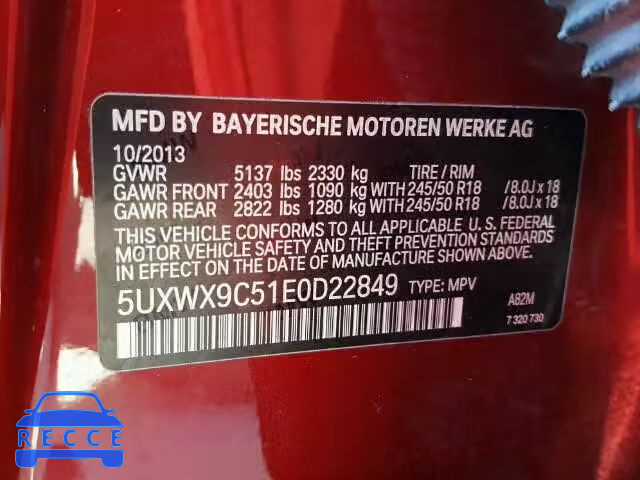 MFD BY BAYERISCHE MOTOREN WERKE AG
10/2013
GVWR 5137 lbs 2330 kg TIRE / RIM
GAWR FRONT 2403 lbs 1090 kg WITH 245/50 R18 /8.0J x 18
GAWR REAR 2822 lbs 1280 kg WITH 245/50 R18 /8.0J x 18
THIS VEHICLE CONFORMS TO ALL APPLICABLE U.S. FEDERAL
MOTOR VEHICLE SAFETY AND THEFT PREVENTION STANDARDS
IN EFFECT ON THE DATE OF MANUFACTURE SHOWN ABOVE.
5UXWX9C51E0D22849 TYPE: MPV
A82M
7 320 730
RECCE